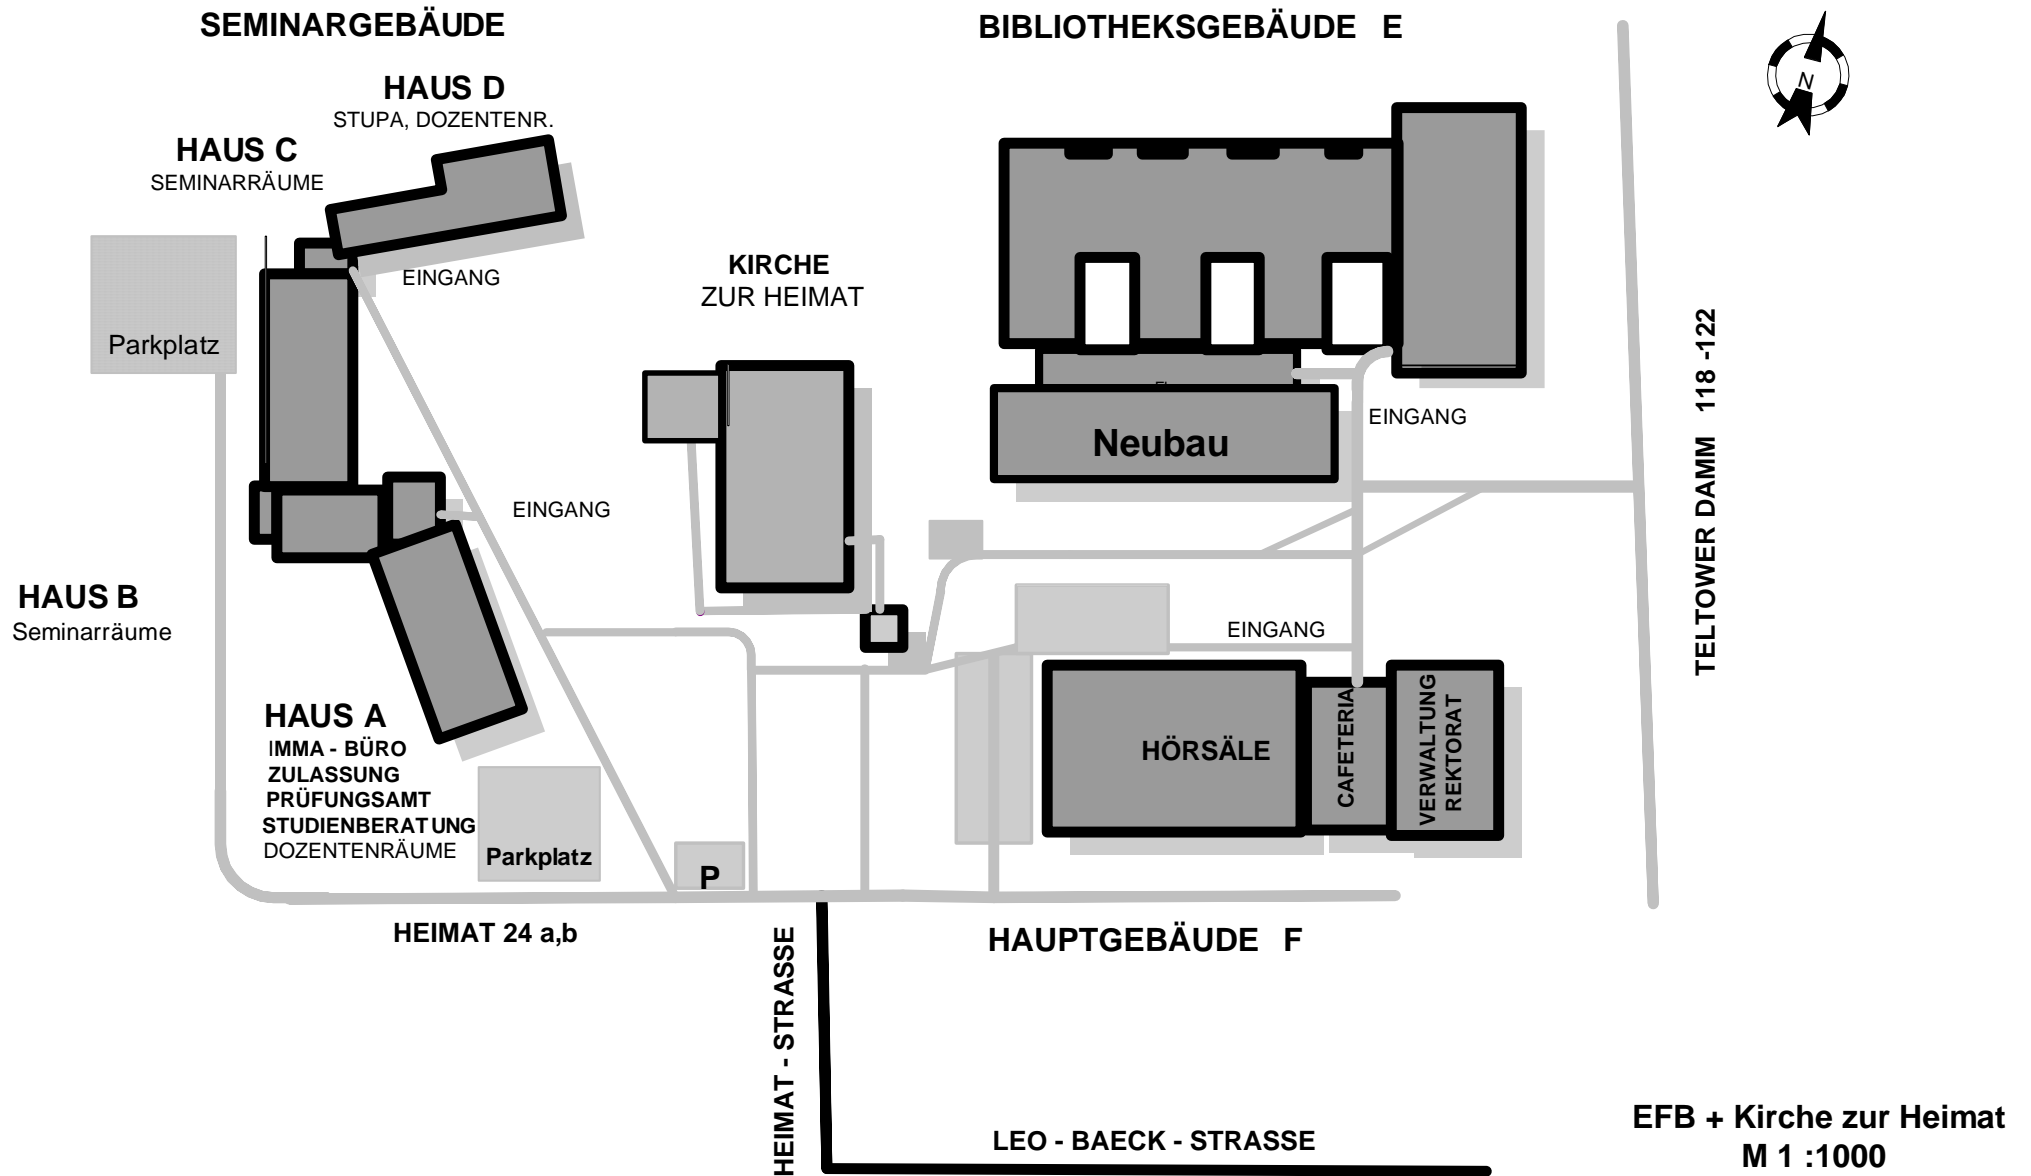 SEMINARGEBÄUDE
BIBLIOTHEKSGEBÄUDE E
N
HAUS D
STUPA, DOZENTENR.
HAUS C
SEMINARRÄUME
EINGANG
Parkplatz
KIRCHE
ZUR HEIMAT
EINGANG
Neubau
TELTOWER DAMM 118 -122
EINGANG
HAUS B
Seminarräume
EINGANG
HAUS A
IMMA - BÜRO
ZULASSUNG
PRÜFUNGSAMT
STUDIENBERATUNG
DOZENTENRÄUME
Parkplatz
P
HÖRSÄLE
CAFETERIA
VERWALTUNG
REKTORAT
HEIMAT 24 a,b
HAUPTGEBÄUDE F
HEIMAT - STRASSE
LEO - BAECK - STRASSE
EFB + Kirche zur Heimat
M 1 :1000